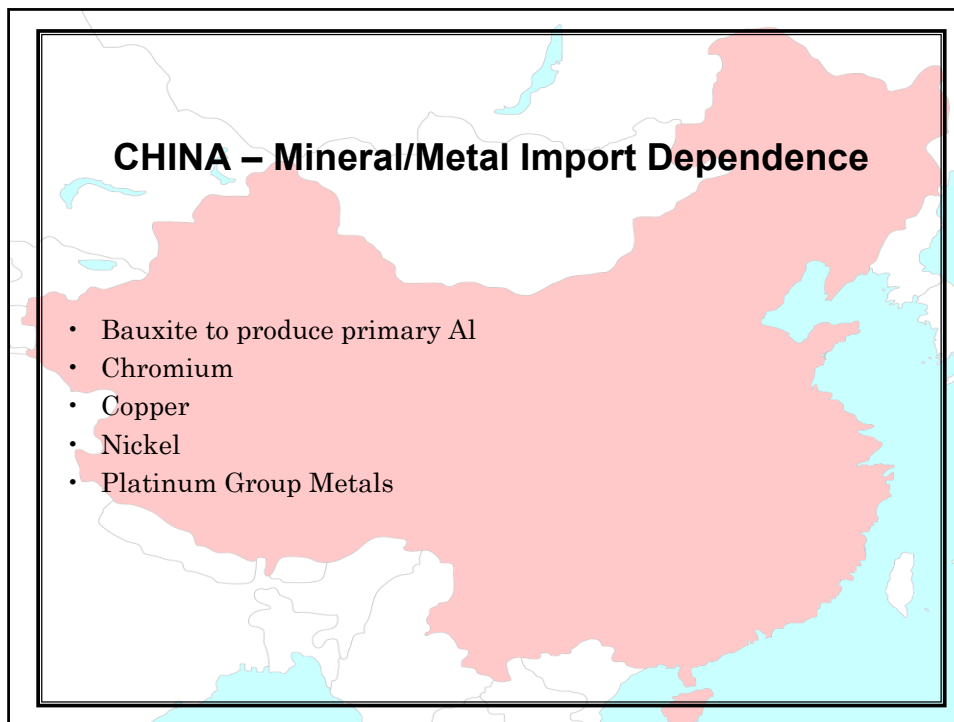 CHINA – Mineral/Metal Import Dependence
• Bauxite to produce primary Al
• Chromium
• Copper
• Nickel
• Platinum Group Metals